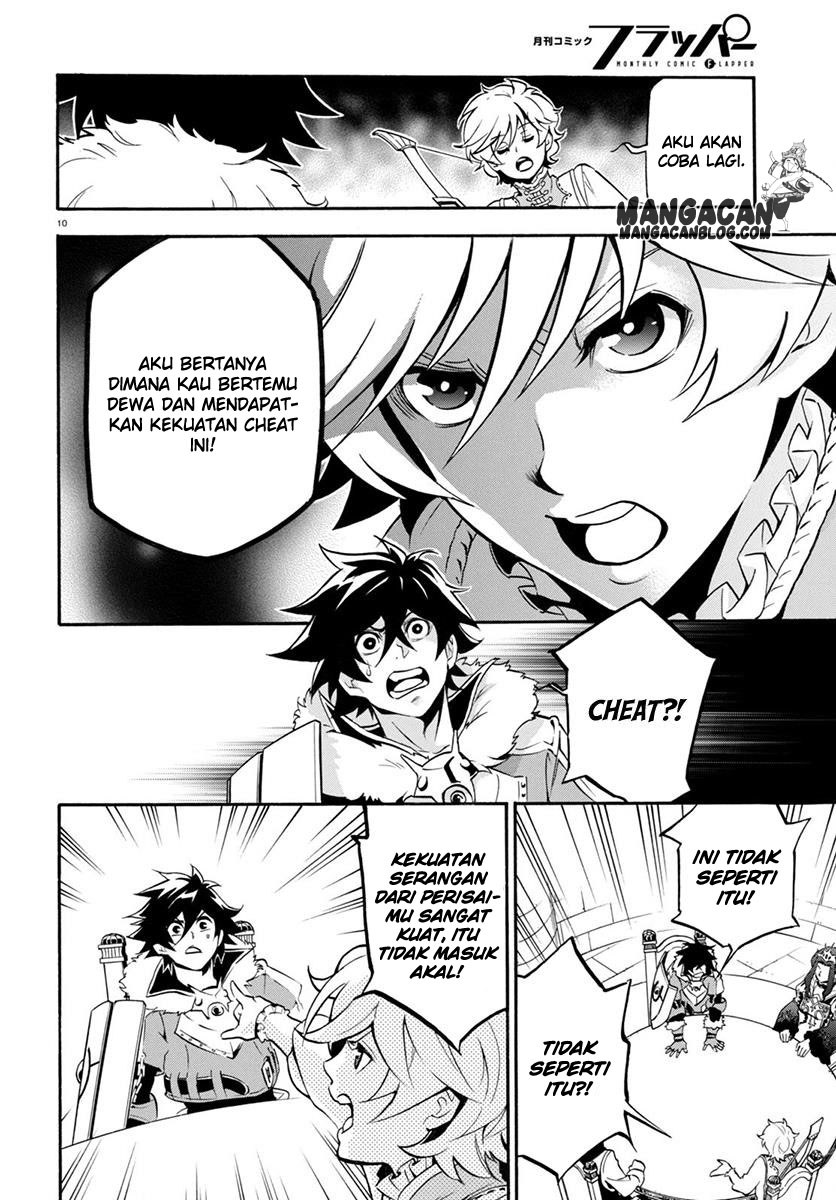 月刊コミック フラッパー
MONTHLY COMIC F LAPPER
AKU AKAN
COBA LAGI.
MANGACAN
MANGACANBLOG.COM
10
AKU BERTANYA
DIMANA KAU BERTEMU
DEWA DAN MENDAPAT-
KAN KEKUATAN CHEAT
INI!
CHEAT?!
INI TIDAK
SEPERTI
ITU!
KEKUATAN
SERANGAN
DARI PERISAI-
MU SANGAT
KUAT, ITU
TIDAK MASUK
AKAL!
TIDAK
SEPERTI
ITU?!